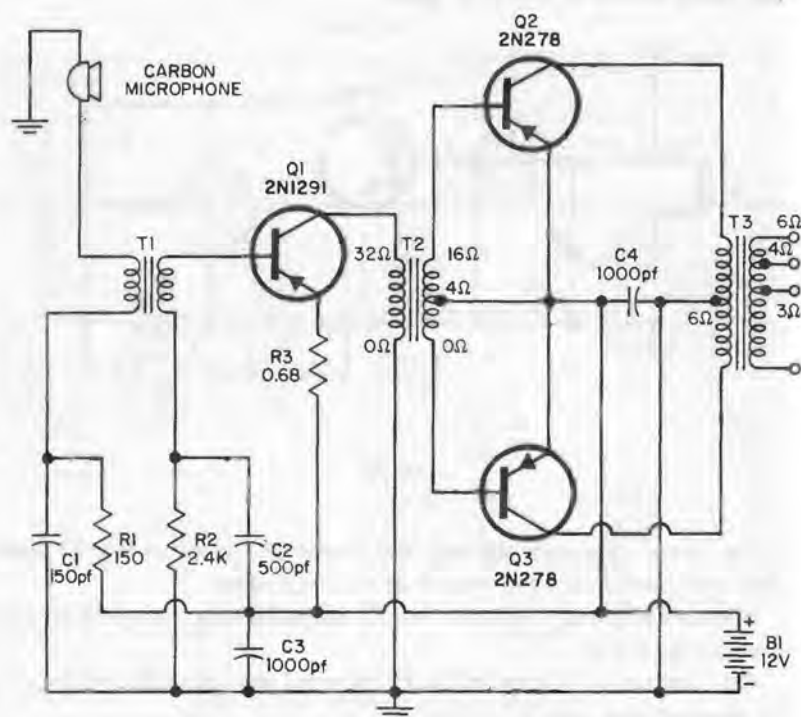 Q2
2N278
CARBON
MICROPHONE
Q1
2N1291
T1
32Ω
T2
16Ω
4Ω
0Ω
0Ω
C4
1000pf
T3
6Ω
4Ω
3Ω
6Ω
R3
0.68
C1
150pf
R1
150
R2
2.4K
C2
500pf
Q3
2N278
C3
1000pf
+
B1
12V
-